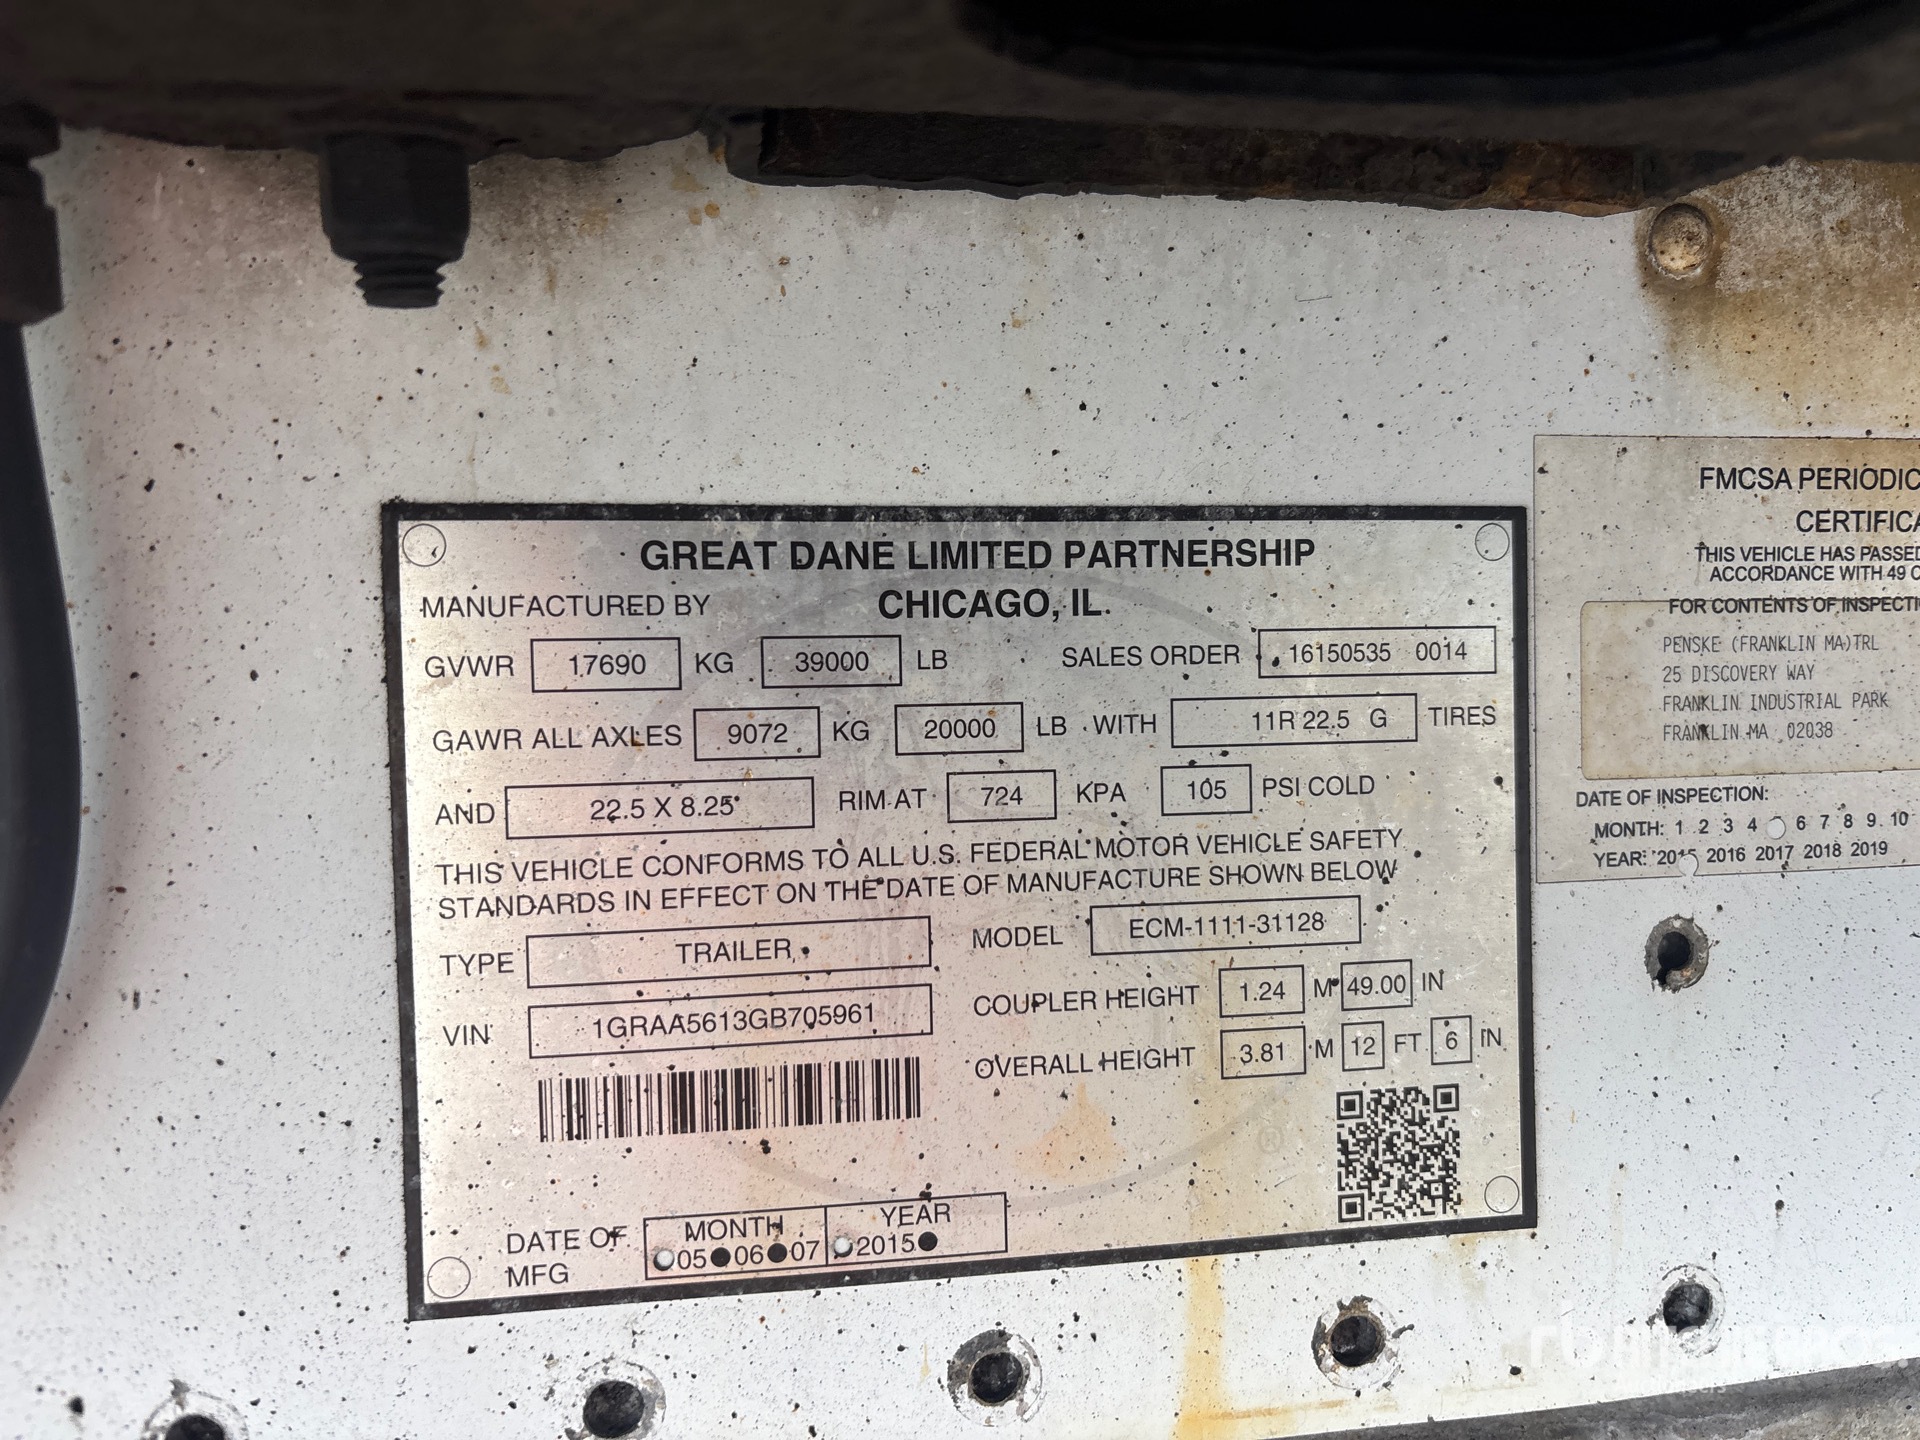 GREAT DANE LIMITED PARTNERSHIP
MANUFACTURED BY CHICAGO, IL.
GVWR 17690 KG 39000 LB SALES ORDER 16150535 0014
GAWR ALL AXLES 9072 KG 20000 LB WITH 11R 22.5 G TIRES
AND 22.5 X 8.25 RIM AT 724 KPA 105 PSI COLD
THIS VEHICLE CONFORMS TO ALL U.S. FEDERAL MOTOR VEHICLE SAFETY
STANDARDS IN EFFECT ON THE DATE OF MANUFACTURE SHOWN BELOW
TYPE TRAILER MODEL ECM-1111-31128
VIN 1GRAA5613GB705961 COUPLER HEIGHT 1.24 M 49.00 IN
OVERALL HEIGHT 3.81 M 12 FT 6 IN
®
DATE OF MFG MONTH 05 06 07 YEAR 2015
FMCSA PERIODIC
CERTIFICA
THIS VEHICLE HAS PASSED
ACCORDANCE WITH 49 C
FOR CONTENTS OF INSPECTI
PENSKE (FRANKLIN MA)TRL
25 DISCOVERY WAY
FRANKLIN INDUSTRIAL PARK
FRANKLIN MA 02038
DATE OF INSPECTION:
MONTH: 1 2 3 4 6 7 8 9 10
YEAR: 2015 2016 2017 2018 2019